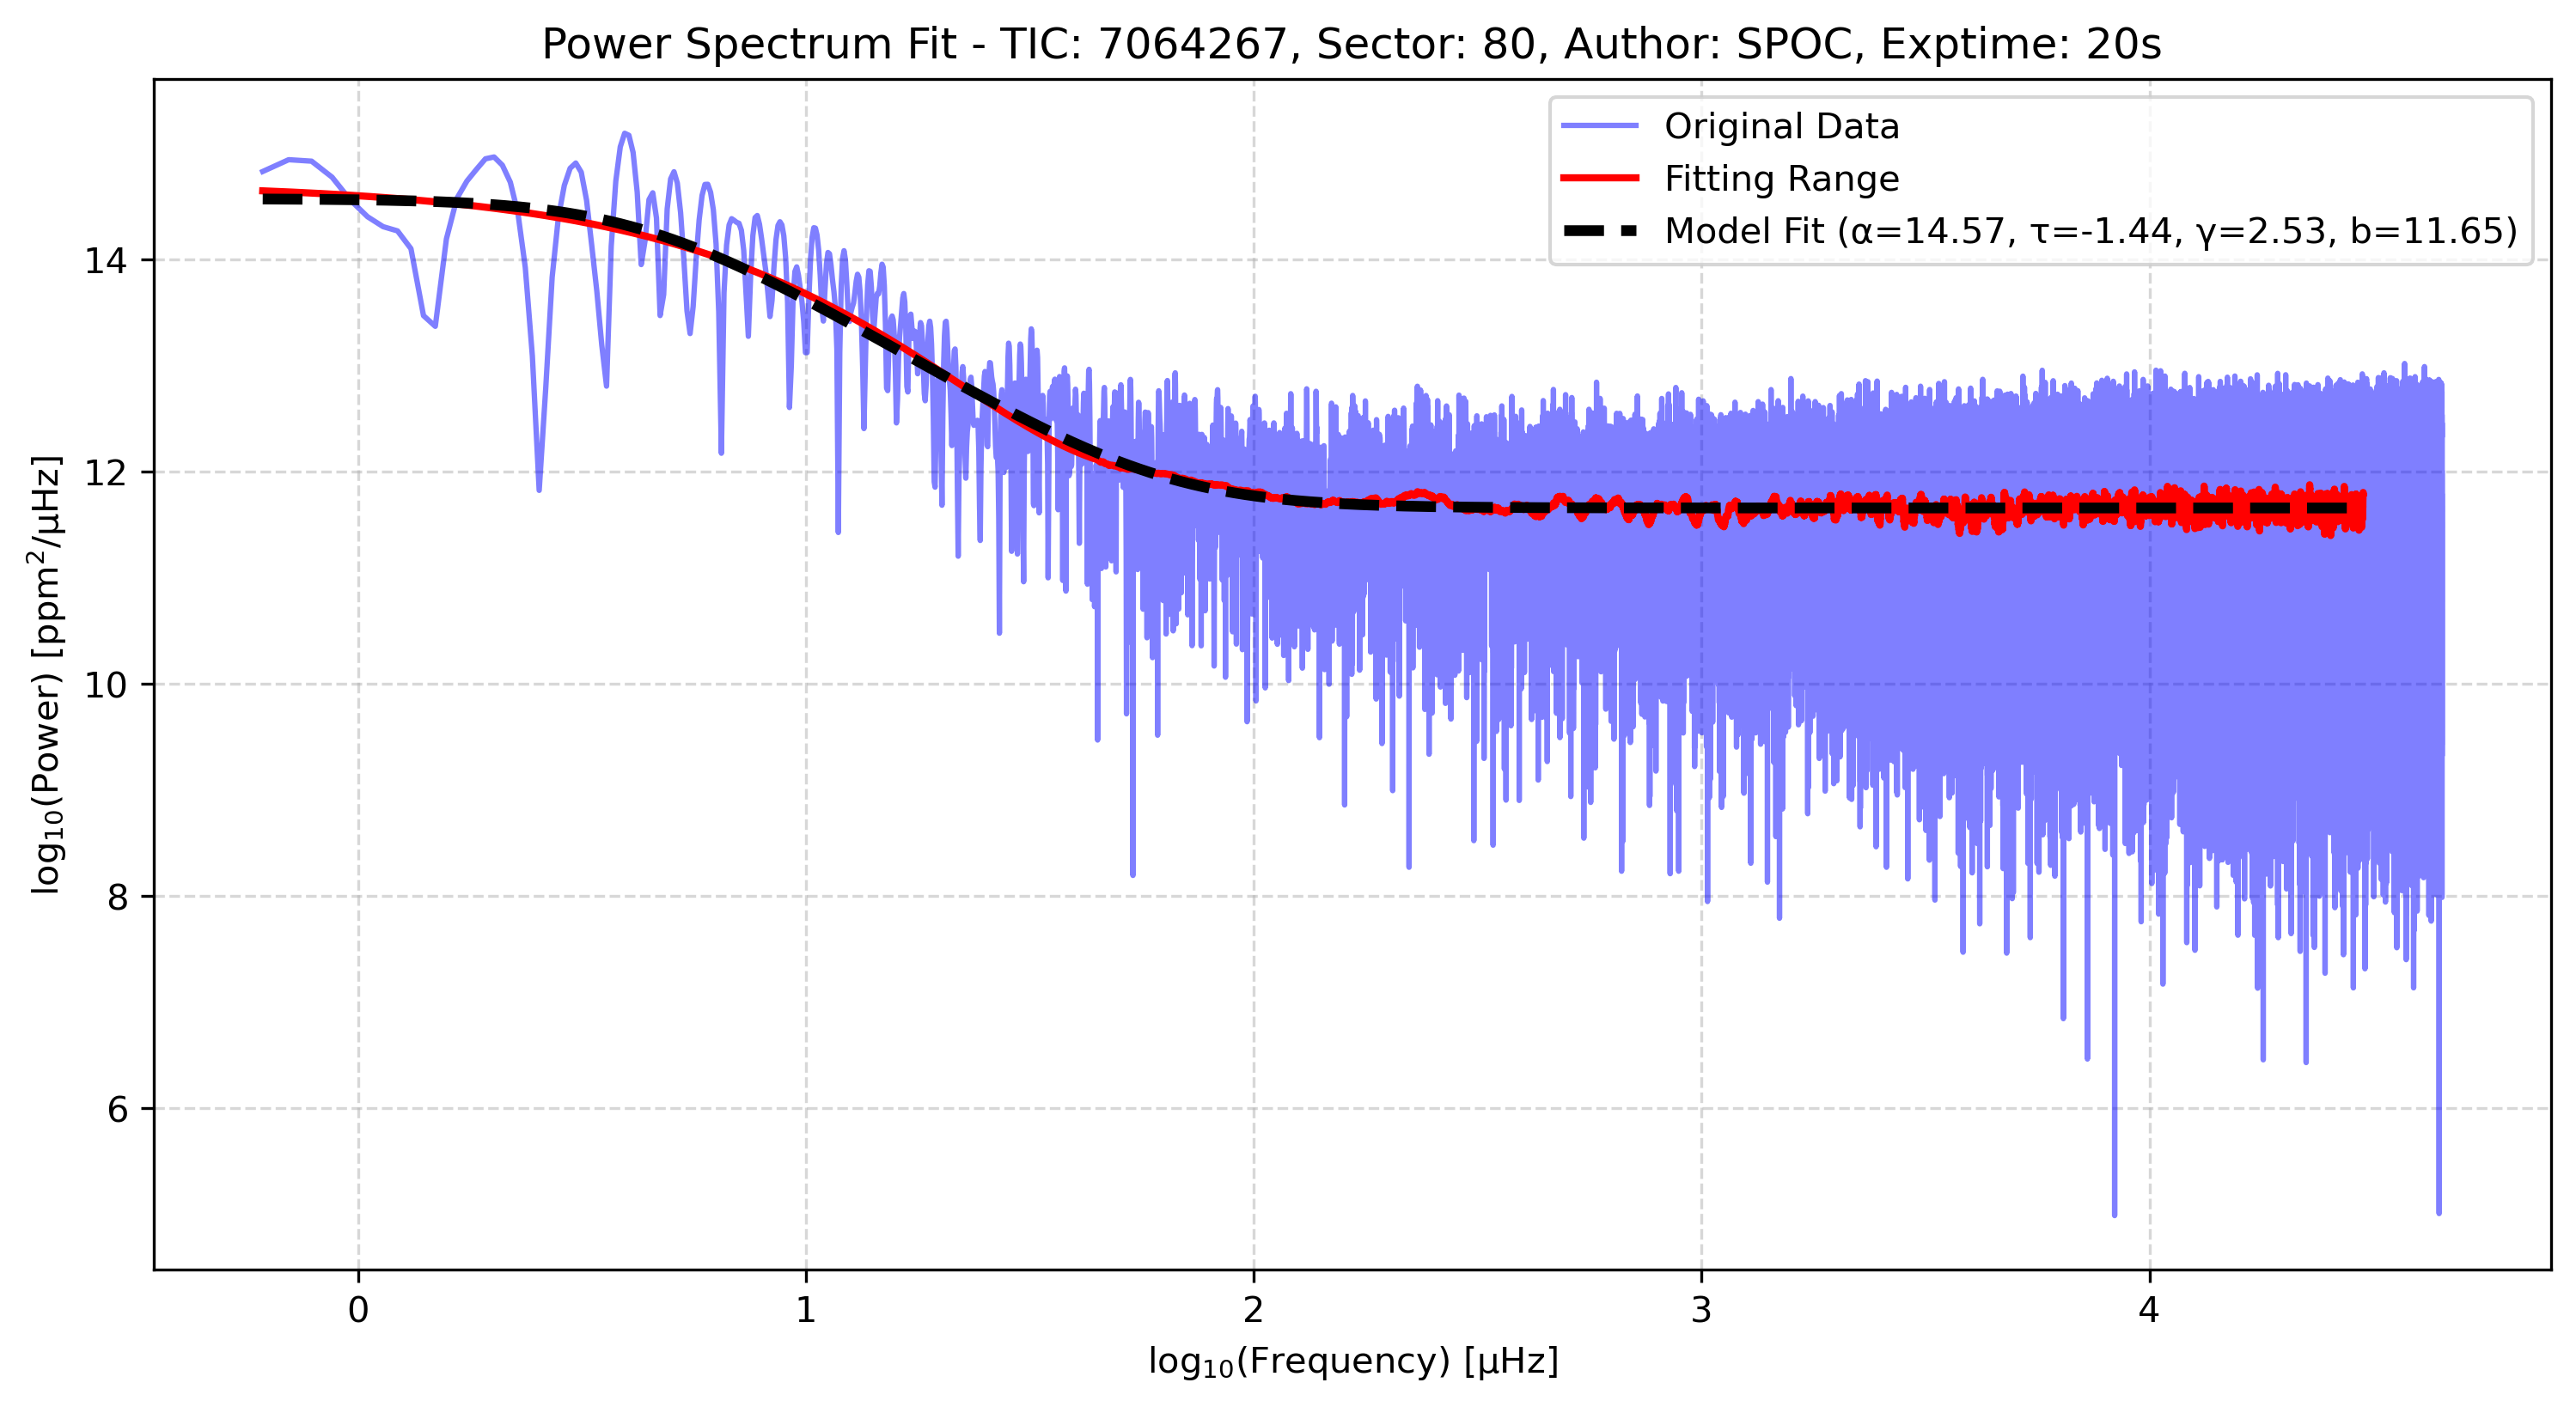 Power Spectrum Fit - TIC: 7064267, Sector: 80, Author: SPOC, Exptime: 20s
Original Data
Fitting Range
Model Fit (α=14.57, τ=-1.44, γ=2.53, b=11.65)
log₁₀(Power) [ppm²/μHz]
14
12
10
8
6
0 1 2 3 4
log₁₀(Frequency) [μHz]